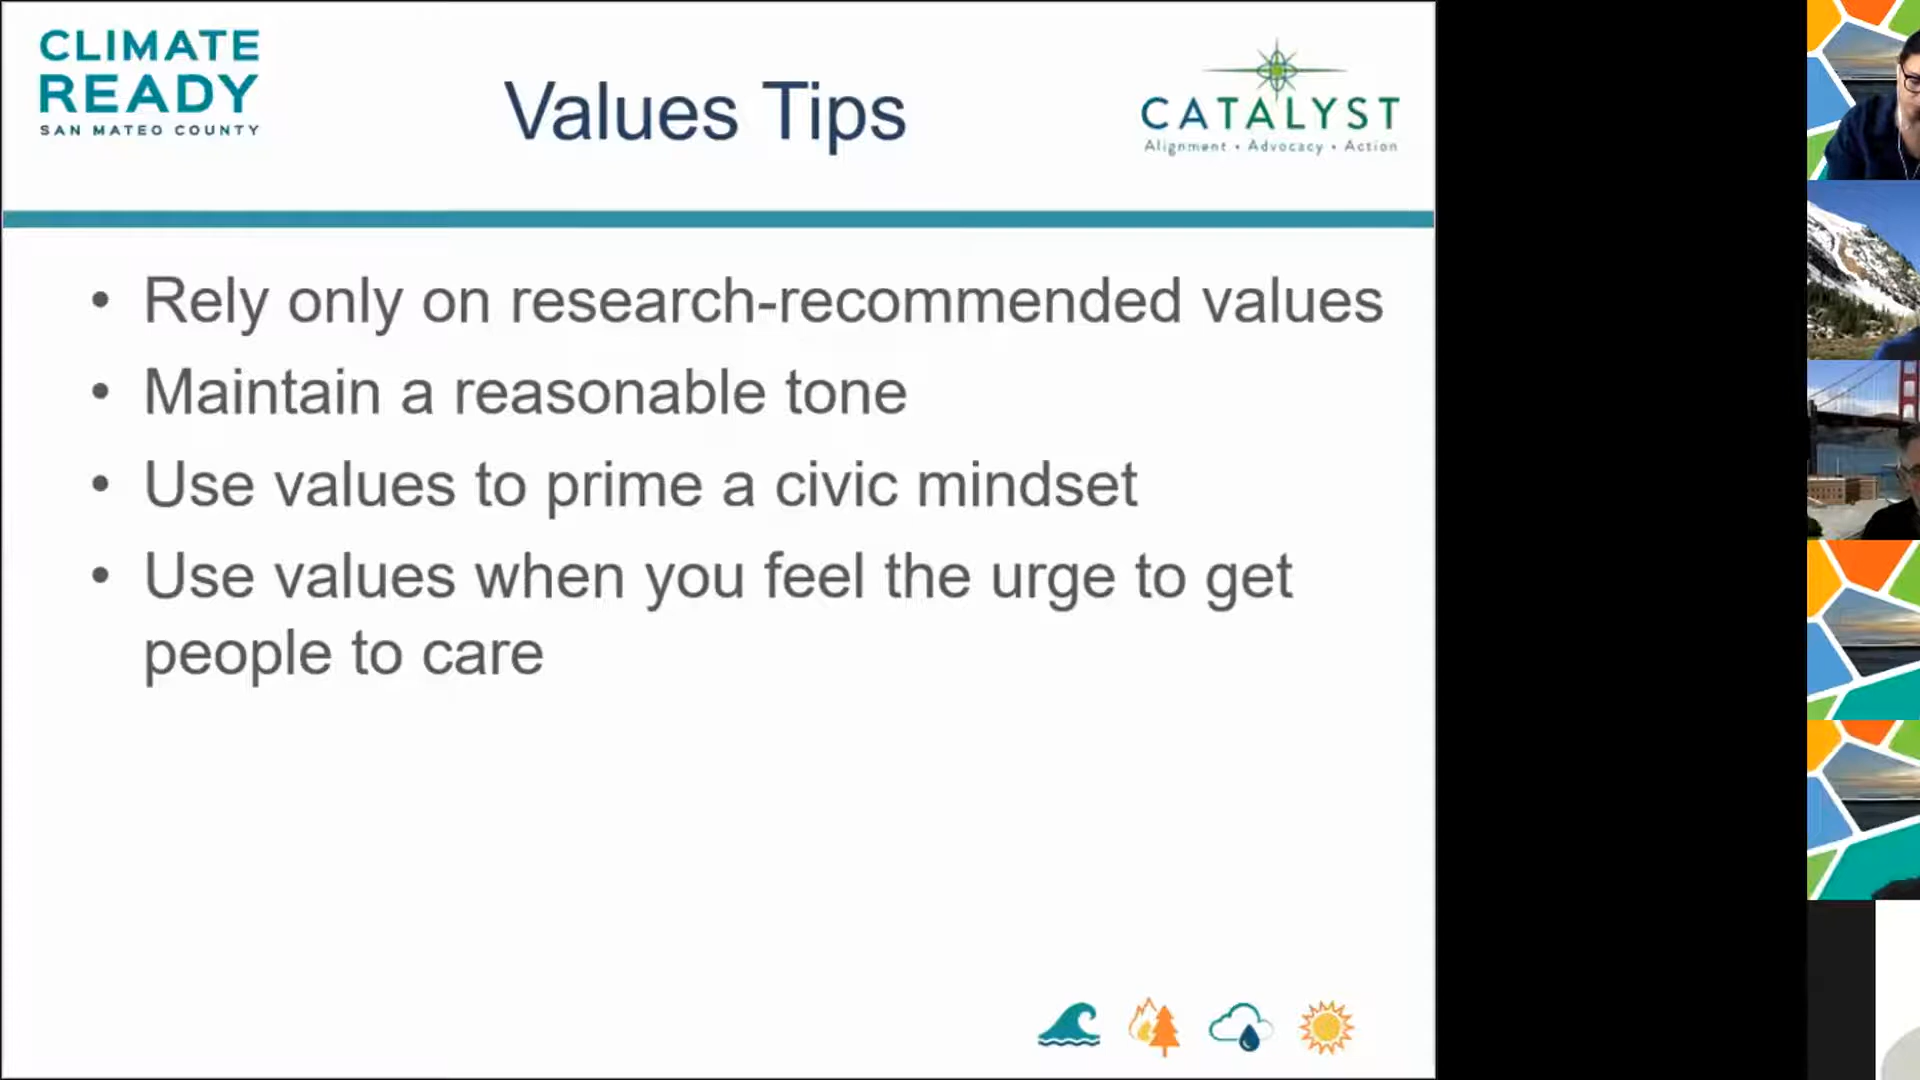 CLIMATE
READY
SAN MATEO COUNTY
Values Tips
CATALYST
Alignment • Advocacy • Action
• Rely only on research-recommended values
• Maintain a reasonable tone
• Use values to prime a civic mindset
• Use values when you feel the urge to get
people to care